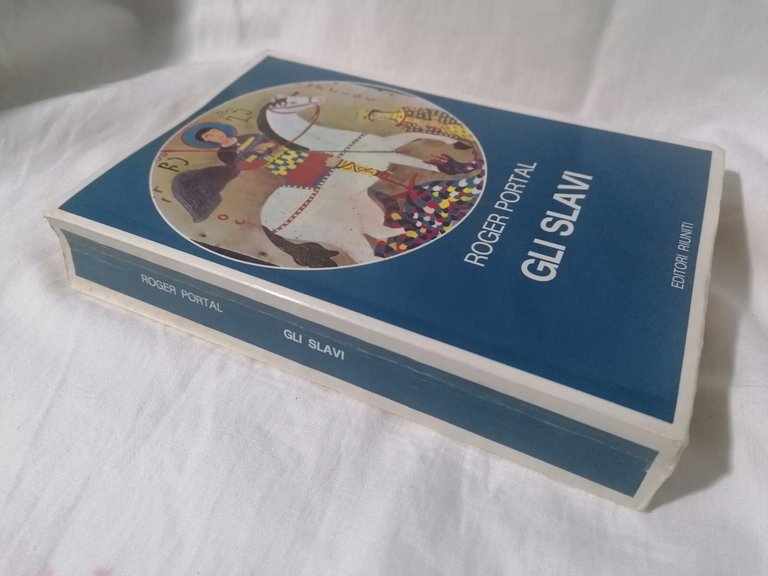 ROGER PORTAL
GLI SLAVI
EDITORI RIUNITI
ROGER PORTAL
GLI SLAVI